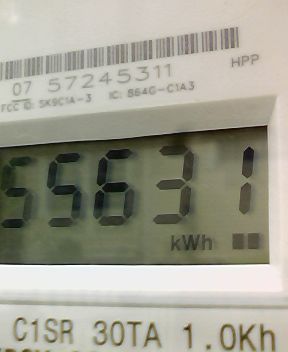 07 57245311
HPP
FCC ID: SK9C1A-3 IC: 864G-C1A3
55631
kWh
C1SR 30TA 1.0Kh